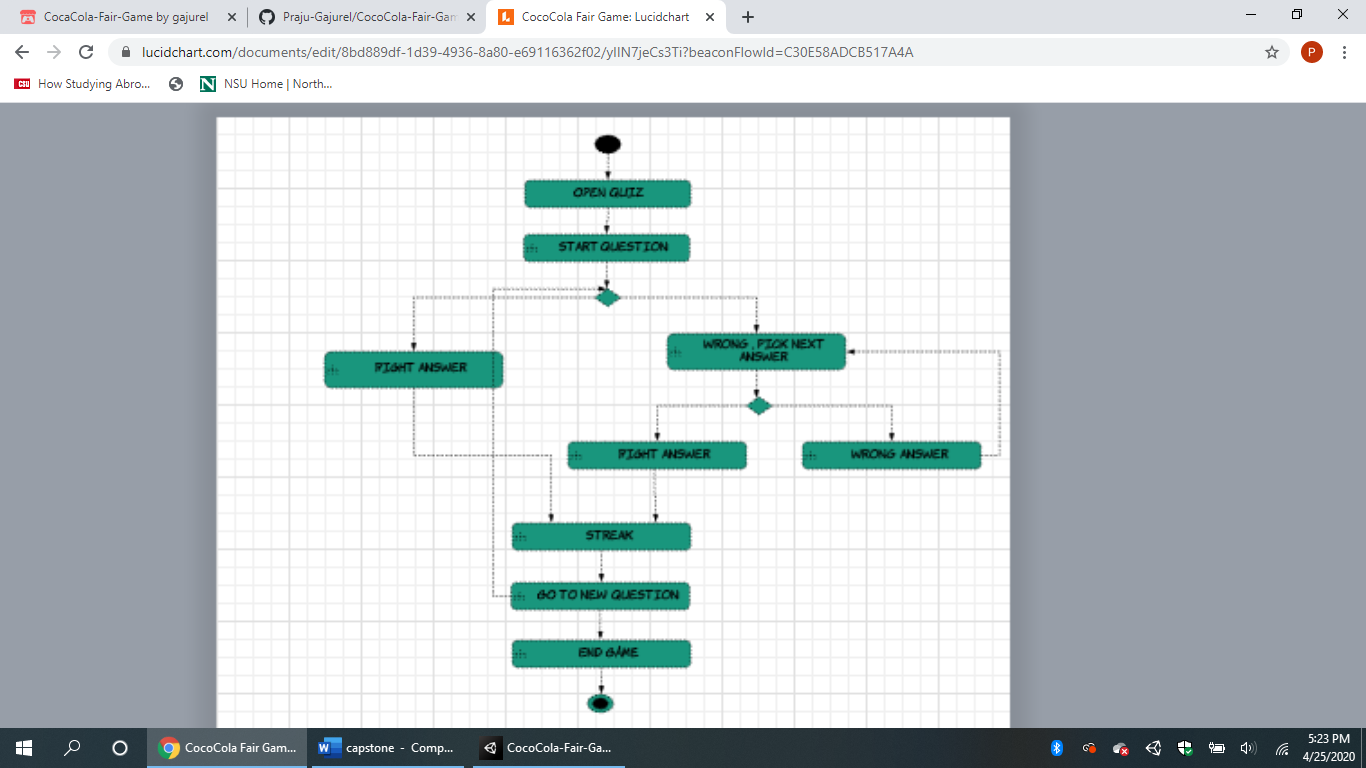 CocaCola-Fair-Game by gajurel
Praju-Gajurel/CocoCola-Fair-Gam
CocoCola Fair Game: Lucidchart
lucidchart.com/documents/edit/8bd889df-1d39-4936-8a80-e69116362f02/yIIN7jeCs3Ti?beaconFlowId=C30E58ADCB517A4A
P
CSU How Studying Abro...
N NSU Home | North...
OPEN QUIZ
START QUESTION
WRONG , PICK NEXT
ANSWER
RIGHT ANSWER
RIGHT ANSWER
WRONG ANSWER
STREAK
GO TO NEW QUESTION
END GAME
CocoCola Fair Gam...
capstone - Comp...
CocoCola-Fair-Ga...
5:23 PM
4/25/2020